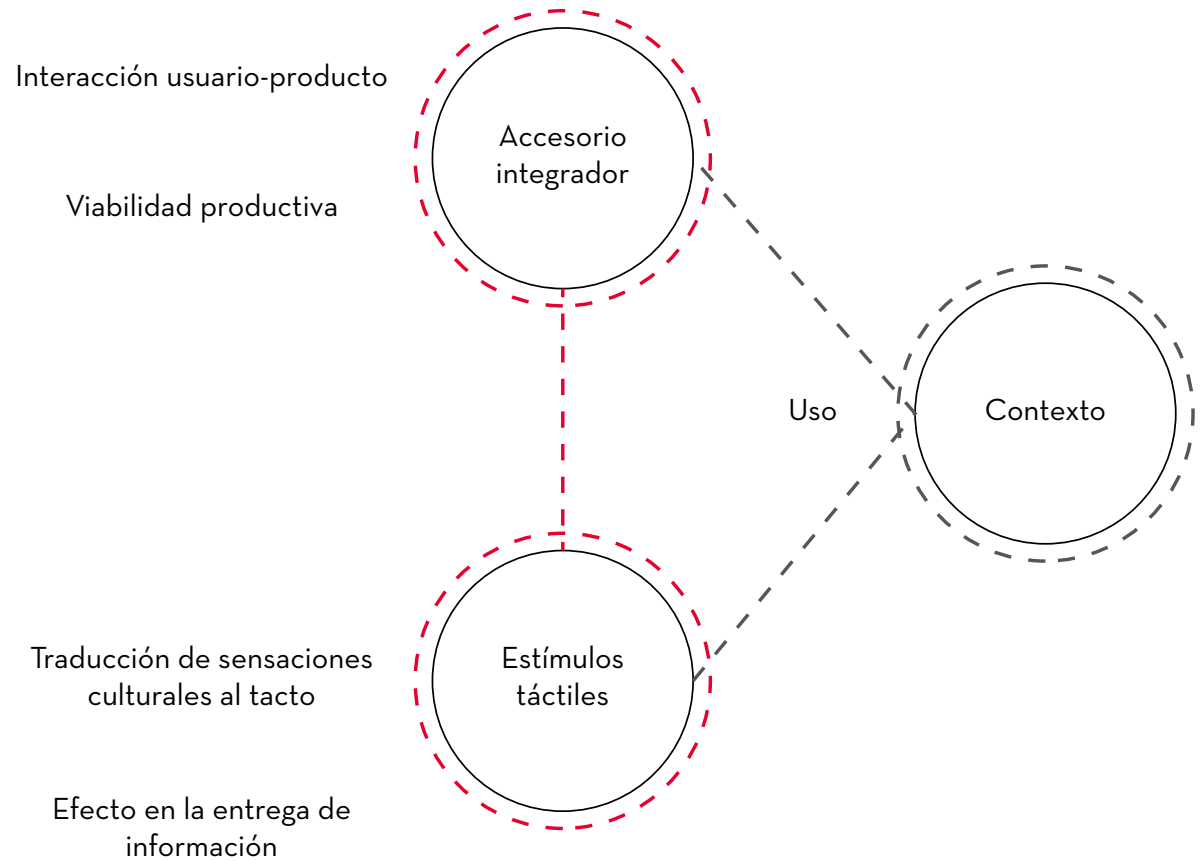 Interacción usuario-producto
Accesorio
integrador
Viabilidad productiva
Uso
Contexto
Traducción de sensaciones
culturales al tacto
Estímulos
táctiles
Efecto en la entrega de
información